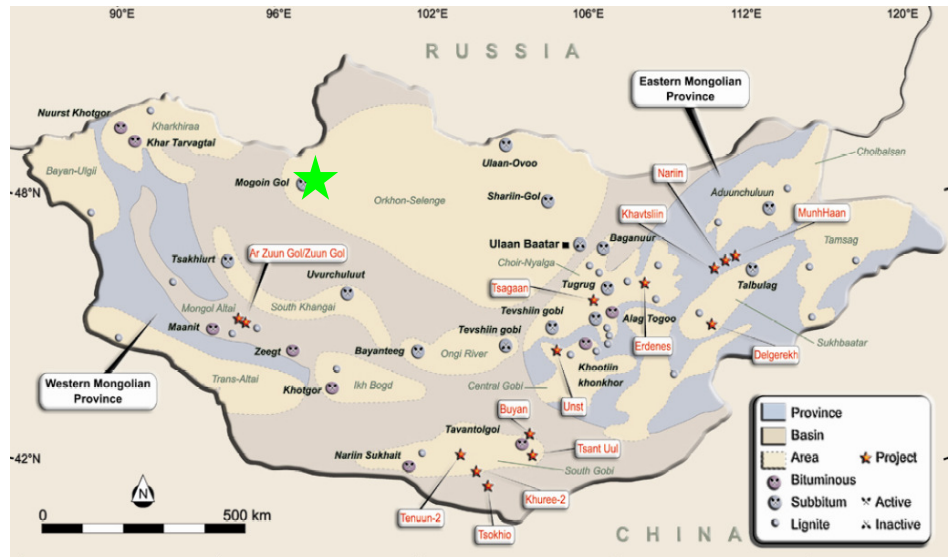 90°E
96°E
102°E
106°E
112°E
120°E
RUSSIA
Eastern Mongolian
Province
Nuurst Khotgor
Kharkhiraa
Khar Tarvagtai
Choibalsan
Ulaan-Ovoo
Bayan-Ulgii
Nariin
Mogoin Gol
48°N
Aduunchuluun
48°N
Orkhon-Selenge
Shariin-Gol
Khavtsliin
MunhHaan
Tamsag
Ulaan Baatar
Baganuur
Ar Zuun Gol/Zuun Gol
Tsakhiurt
Choir-Nyalga
Uvurchuluut
Tsagaan
Tugrug
Talbulag
Mongol Altai
South Khangai
Tevshiin gobi
Alag Togoo
Maanit
Tevshiin gobi
Sukhbaatar
Zeegt
Bayanteeg
Ongi River
Erdenes
Delgerekh
Khootiin
khonkhor
Western Mongolian
Province
Trans-Altai
Khotgor
Ikh Bogd
Central Gobi
Unst
Buyan
Tavantolgoi
Tsant Uul
42°N
Nariin Sukhait
South Gobi
Khuree-2
Tenuun-2
Tsokhio
CHINA
N
0
500 km
Province
Basin
Area
Project
Bituminous
Subbitum
Active
Lignite
Inactive